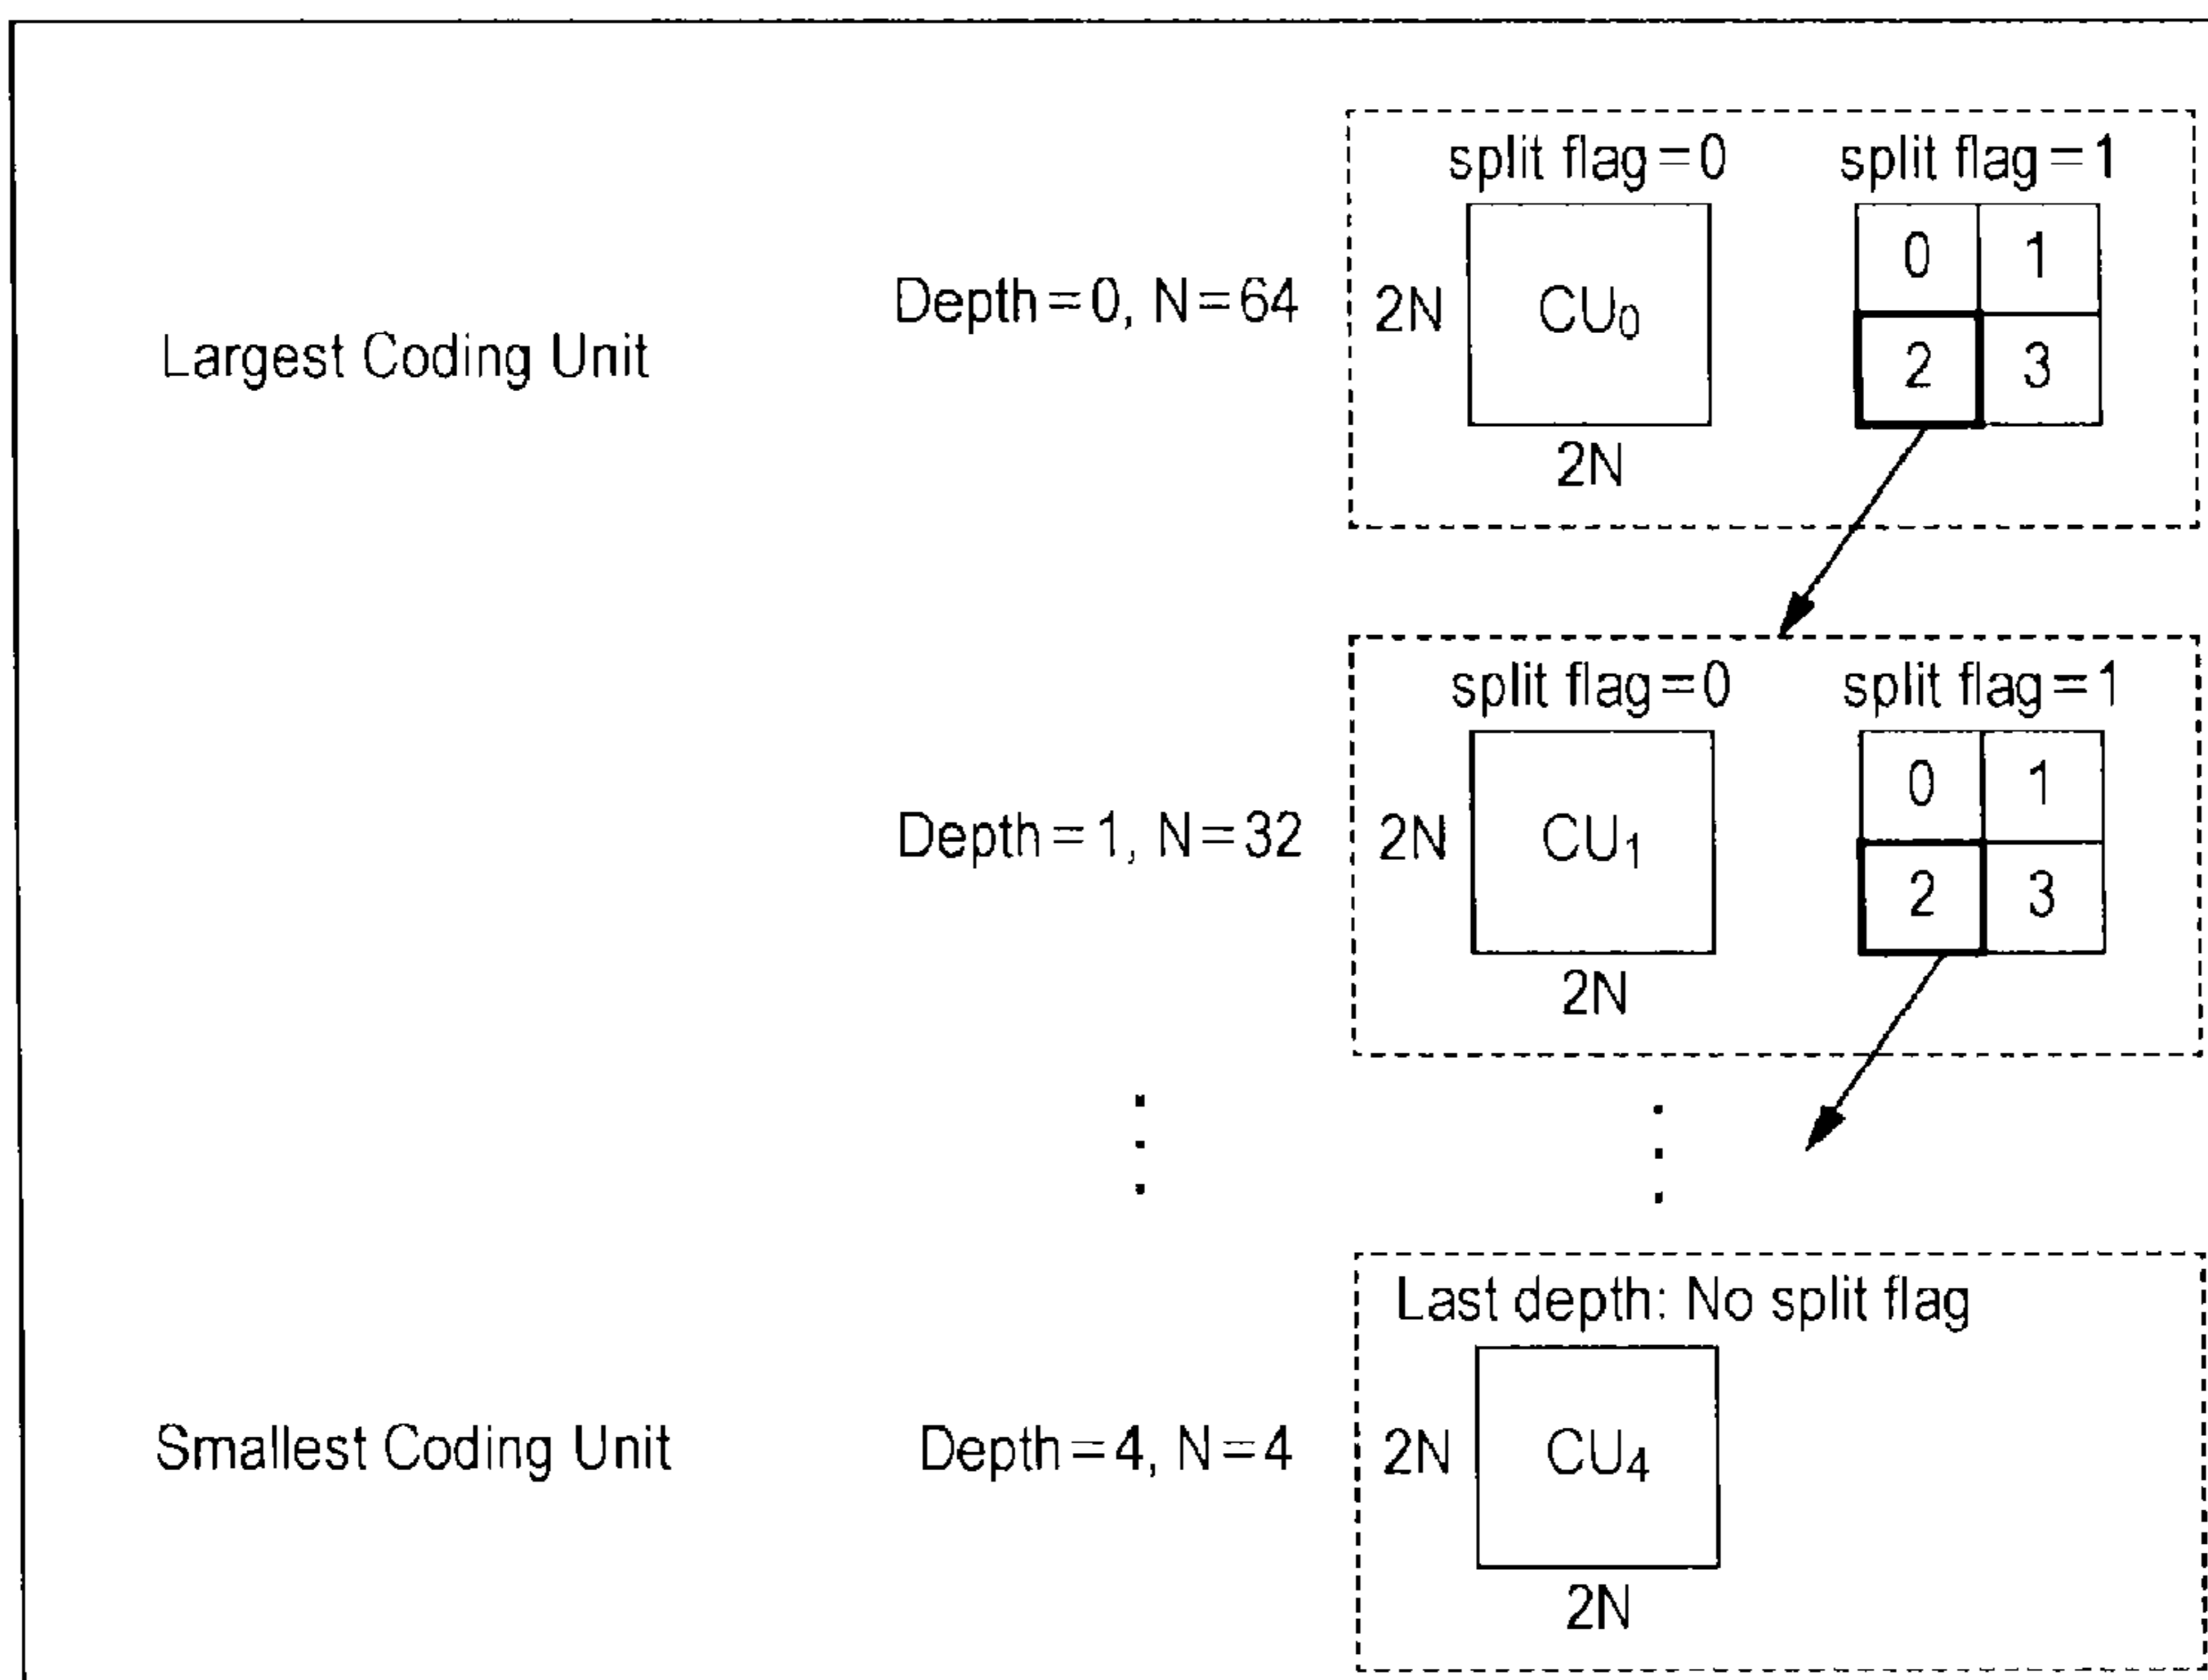 split flag=0 split flag=1
0 1
Largest Coding Unit Depth=0, N=64 2N CU0
2 3
2N
split flag=0 split flag=1
0 1
Depth=1, N=32 2N CU1
2 3
2N
Last depth: No split flag
Smallest Coding Unit Depth=4, N=4 2N CU4
2N